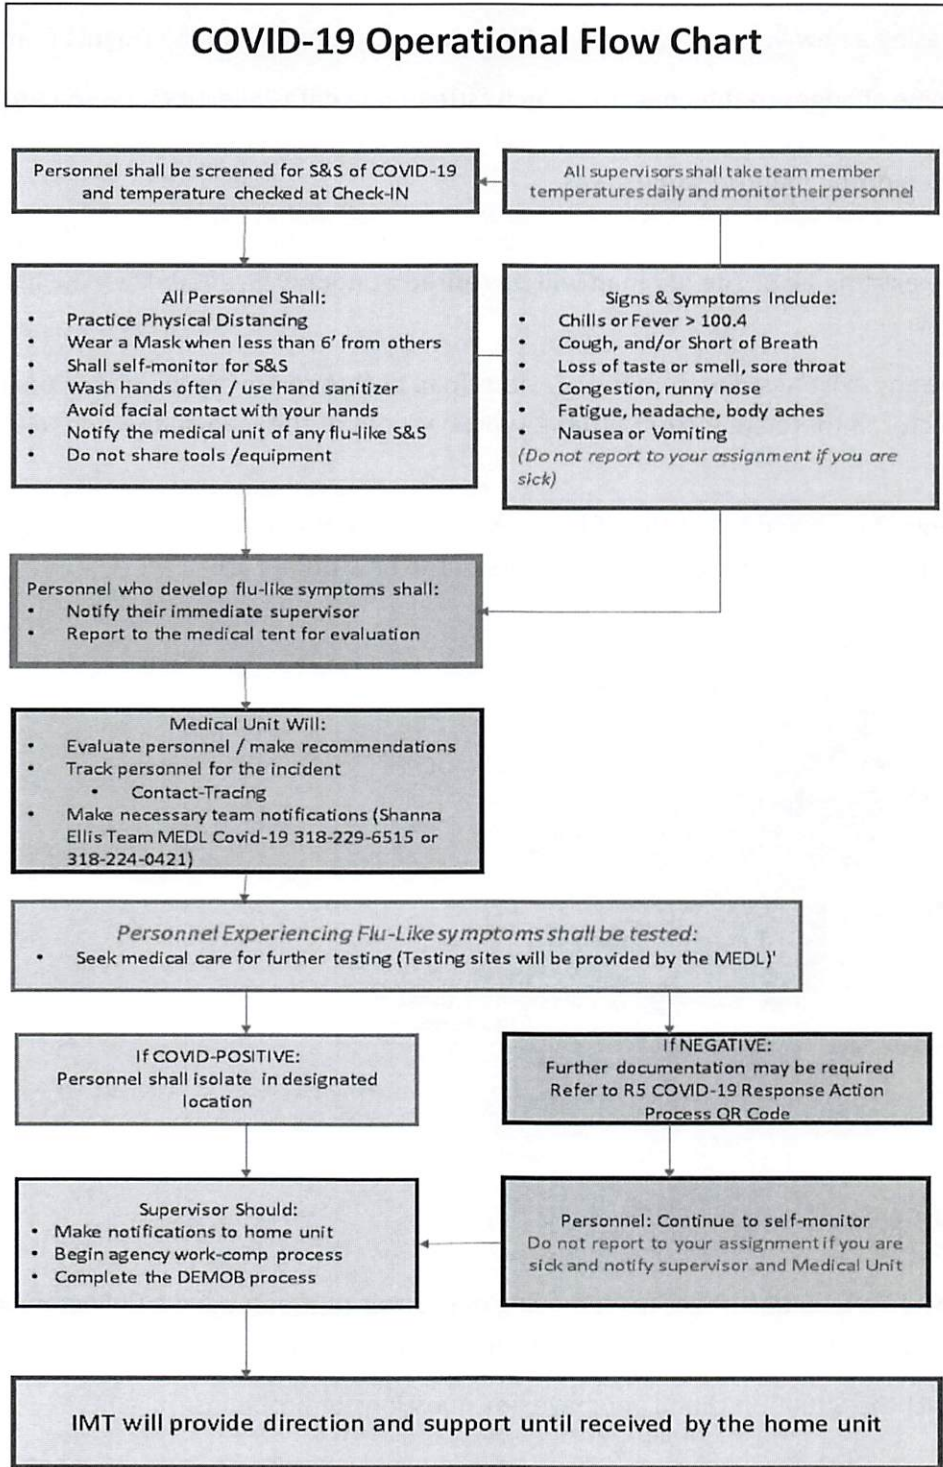 COVID-19 Operational Flow Chart
Personnel shall be screened for S&S of COVID-19
and temperature checked at Check-IN
All supervisors shall take team member
temperatures daily and monitor their personnel
All Personnel Shall:
• Practice Physical Distancing
• Wear a Mask when less than 6' from others
• Shall self-monitor for S&S
• Wash hands often / use hand sanitizer
• Avoid facial contact with your hands
• Notify the medical unit of any flu-like S&S
• Do not share tools /equipment
Signs & Symptoms Include:
• Chills or Fever > 100.4
• Cough, and/or Short of Breath
• Loss of taste or smell, sore throat
• Congestion, runny nose
• Fatigue, headache, body aches
• Nausea or Vomiting
(Do not report to your assignment if you are
sick)
Personnel who develop flu-like symptoms shall:
• Notify their immediate supervisor
• Report to the medical tent for evaluation
Medical Unit Will:
• Evaluate personnel / make recommendations
• Track personnel for the incident
• Contact-Tracing
• Make necessary team notifications (Shanna
Ellis Team MEDL Covid-19 318-229-6515 or
318-224-0421)
Personnel Experiencing Flu-Like symptoms shall be tested:
• Seek medical care for further testing (Testing sites will be provided by the MEDL)'
If COVID-POSITIVE:
Personnel shall isolate in designated
location
If NEGATIVE:
Further documentation may be required
Refer to R5 COVID-19 Response Action
Process QR Code
Supervisor Should:
• Make notifications to home unit
• Begin agency work-comp process
• Complete the DEMOB process
Personnel: Continue to self-monitor
Do not report to your assignment if you are
sick and notify supervisor and Medical Unit
IMT will provide direction and support until received by the home unit